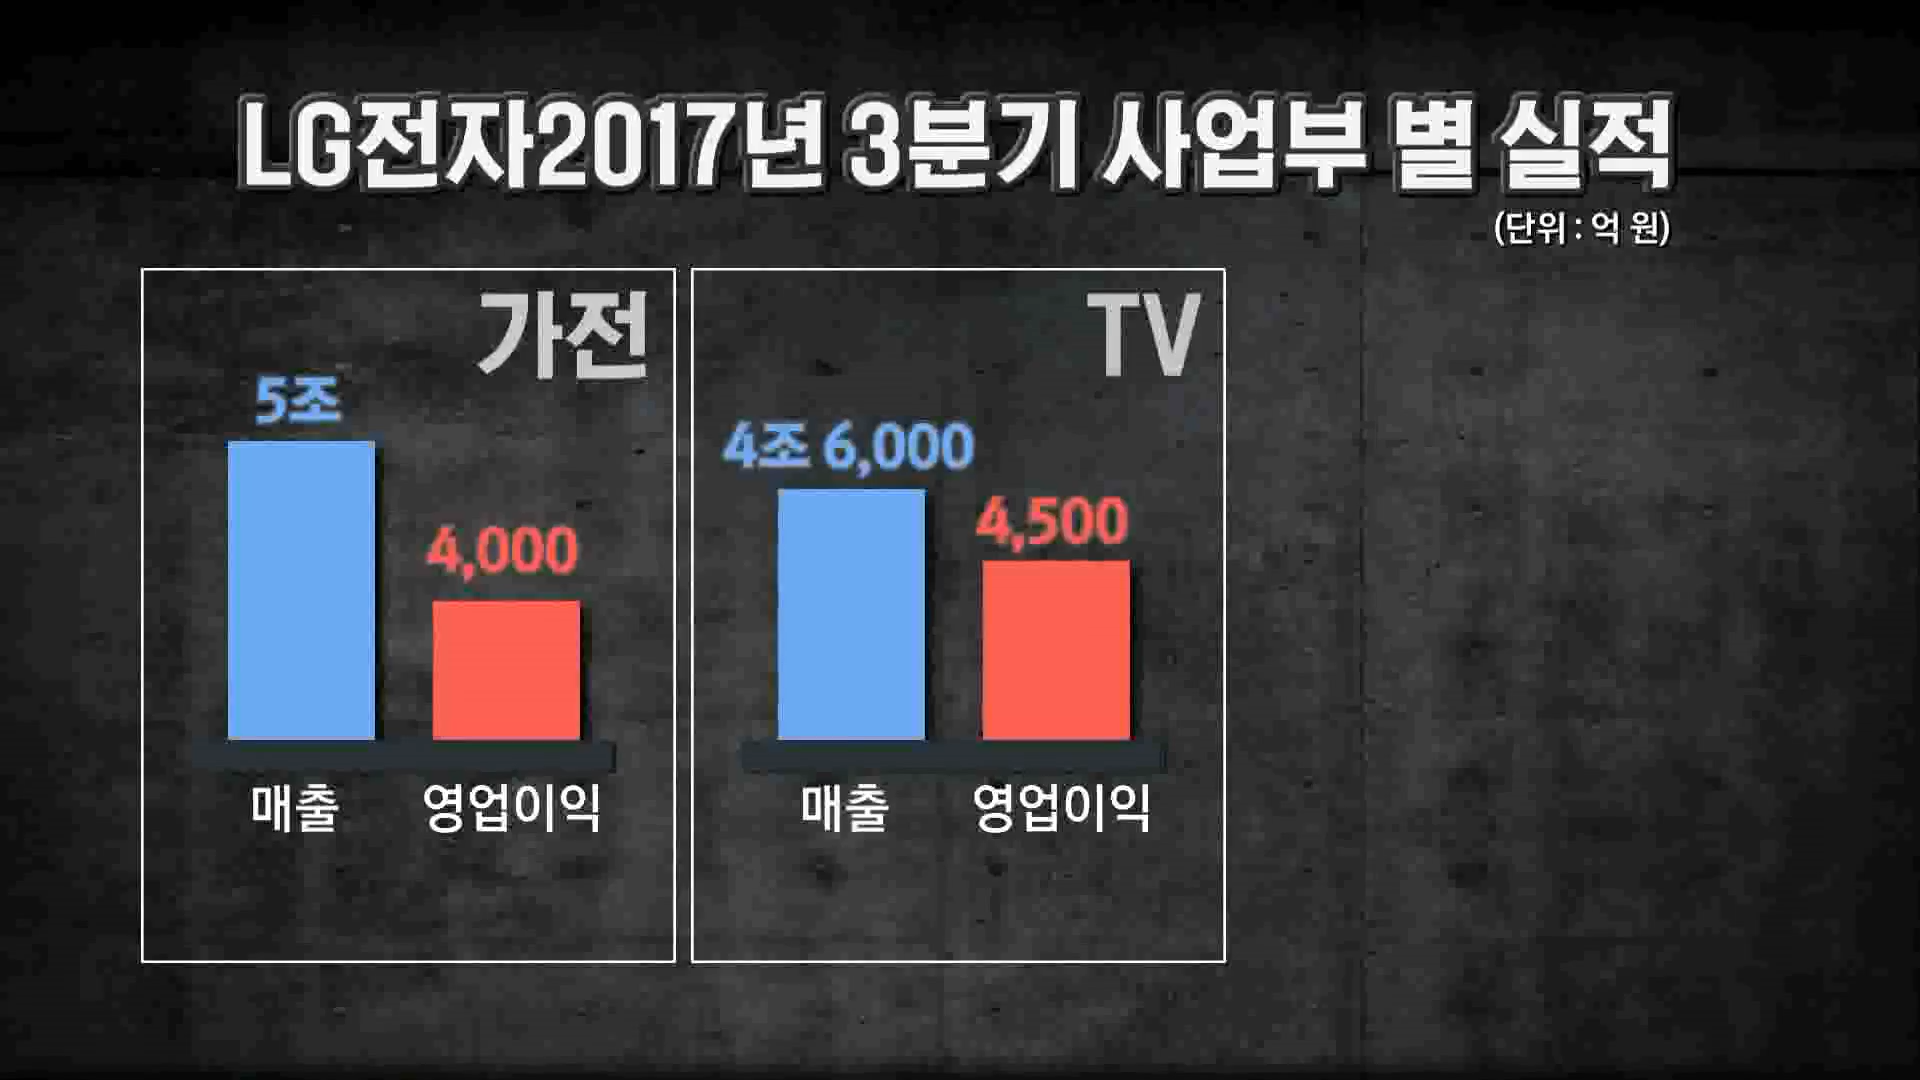 LG전자2017년 3분기 사업부 별 실적
(단위 : 억 원)
가전
5조
4,000
매출 영업이익
TV
4조 6,000
4,500
매출 영업이익